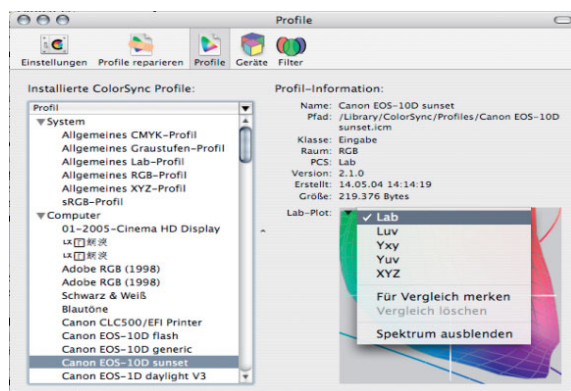 Profile
Einstellungen Profile reparieren Profile Geräte Filter
Installierte ColorSync Profile:
Profil
System
Allgemeines CMYK-Profil
Allgemeines Graustufen-Profil
Allgemeines Lab-Profil
Allgemeines RGB-Profil
Allgemeines XYZ-Profil
sRGB-Profil
Computer
01-2005-Cinema HD Display
Adobe RGB (1998)
Adobe RGB (1998)
Schwarz & Weiß
Blautöne
Canon CLC500/EFI Printer
Canon EOS-10D flash
Canon EOS-10D generic
Canon EOS-10D sunset
Canon EOS-1D daylight V3
Profil-Information:
Name: Canon EOS-10D sunset
Pfad: /Library/ColorSync/Profiles/Canon EOS-10D
sunset.icm
Klasse: Eingabe
Raum: RGB
PCS: Lab
Version: 2.1.0
Erstellt: 14.05.04 14:14:19
Größe: 219.376 Bytes
Lab-Plot:
✓ Lab
Luv
Yxy
Yuv
XYZ
Für Vergleich merken
Vergleich löschen
Spektrum ausblenden